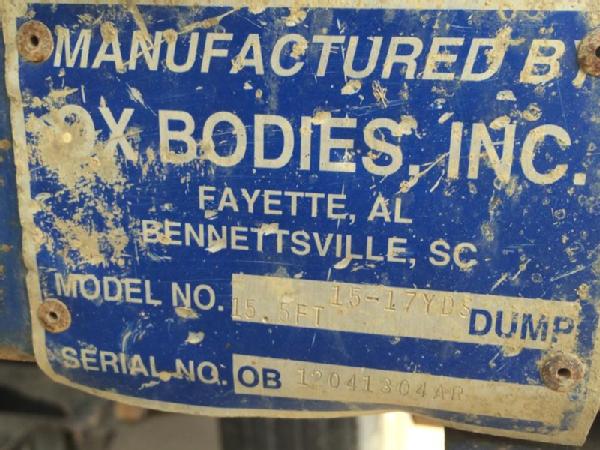 MANUFACTURED BY
OX BODIES, INC.
FAYETTE, AL
BENNETTSVILLE, SC
MODEL NO. 15.5FT 15-17YDS DUMP
SERIAL NO. OB 12041304AR